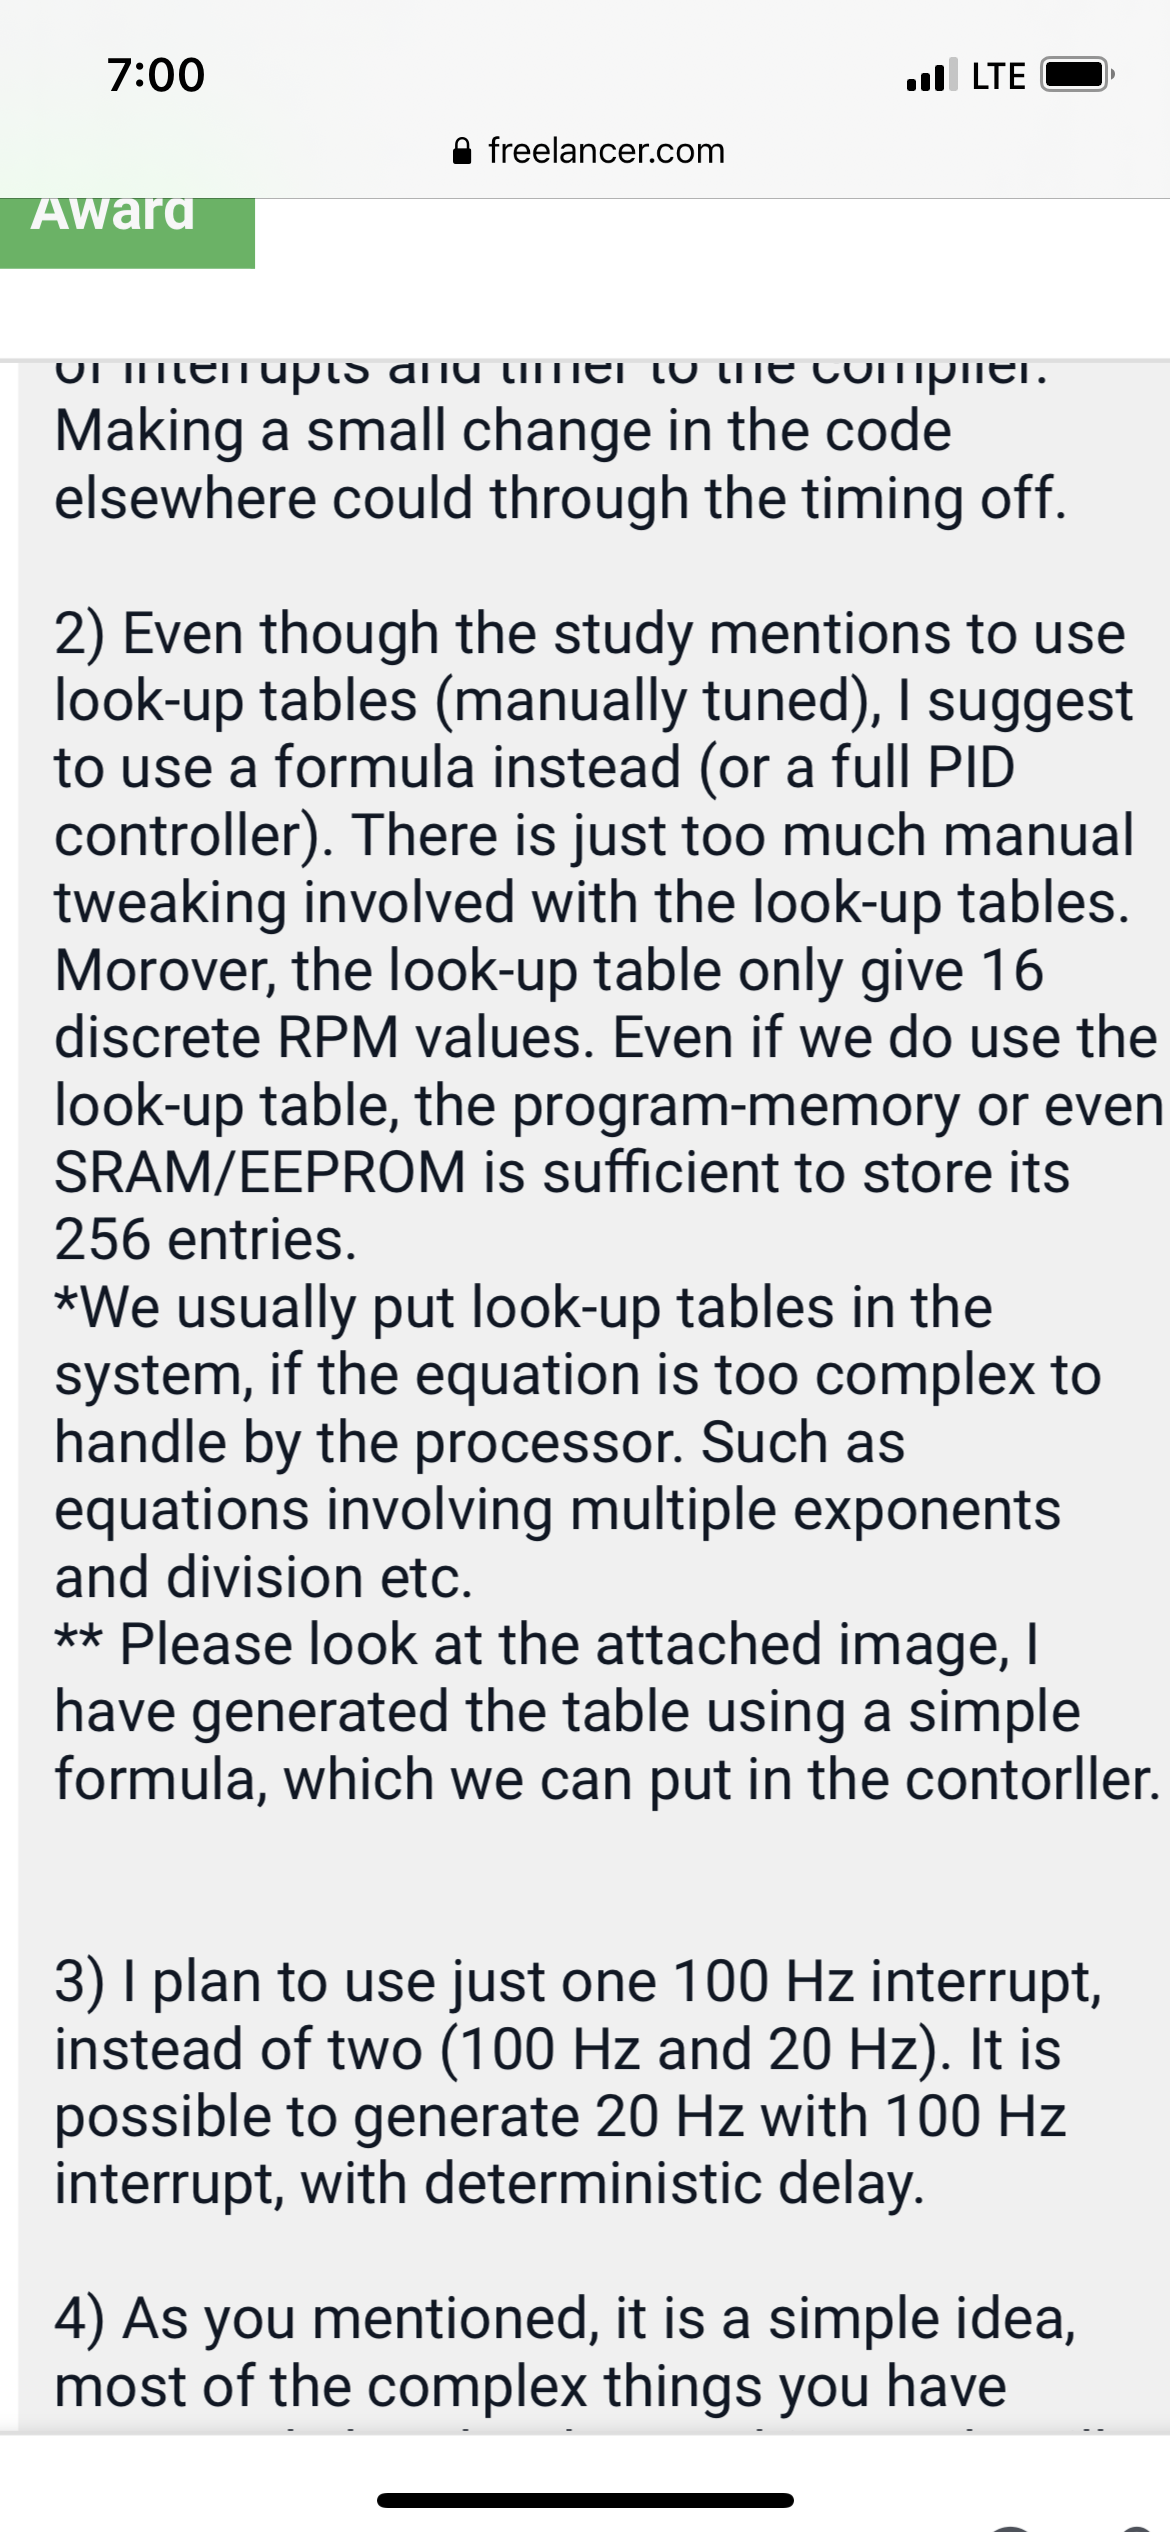 7:00
LTE
freelancer.com
Award
of interrupts and timer to the compiler.
Making a small change in the code
elsewhere could through the timing off.
2) Even though the study mentions to use
look-up tables (manually tuned), I suggest
to use a formula instead (or a full PID
controller). There is just too much manual
tweaking involved with the look-up tables.
Morover, the look-up table only give 16
discrete RPM values. Even if we do use the
look-up table, the program-memory or even
SRAM/EEPROM is sufficient to store its
256 entries.
*We usually put look-up tables in the
system, if the equation is too complex to
handle by the processor. Such as
equations involving multiple exponents
and division etc.
** Please look at the attached image, I
have generated the table using a simple
formula, which we can put in the contorller.
3) I plan to use just one 100 Hz interrupt,
instead of two (100 Hz and 20 Hz). It is
possible to generate 20 Hz with 100 Hz
interrupt, with deterministic delay.
4) As you mentioned, it is a simple idea,
most of the complex things you have